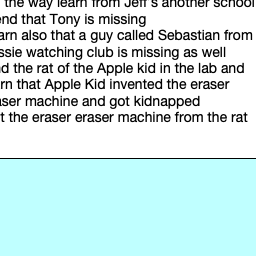 the way learn from Jeff's another school
end that Tony is missing
arn also that a guy called Sebastian from
ssie watching club is missing as well
d the rat of the Apple kid in the lab and
rn that Apple Kid invented the eraser
aser machine and got kidnapped
t the eraser eraser machine from the rat